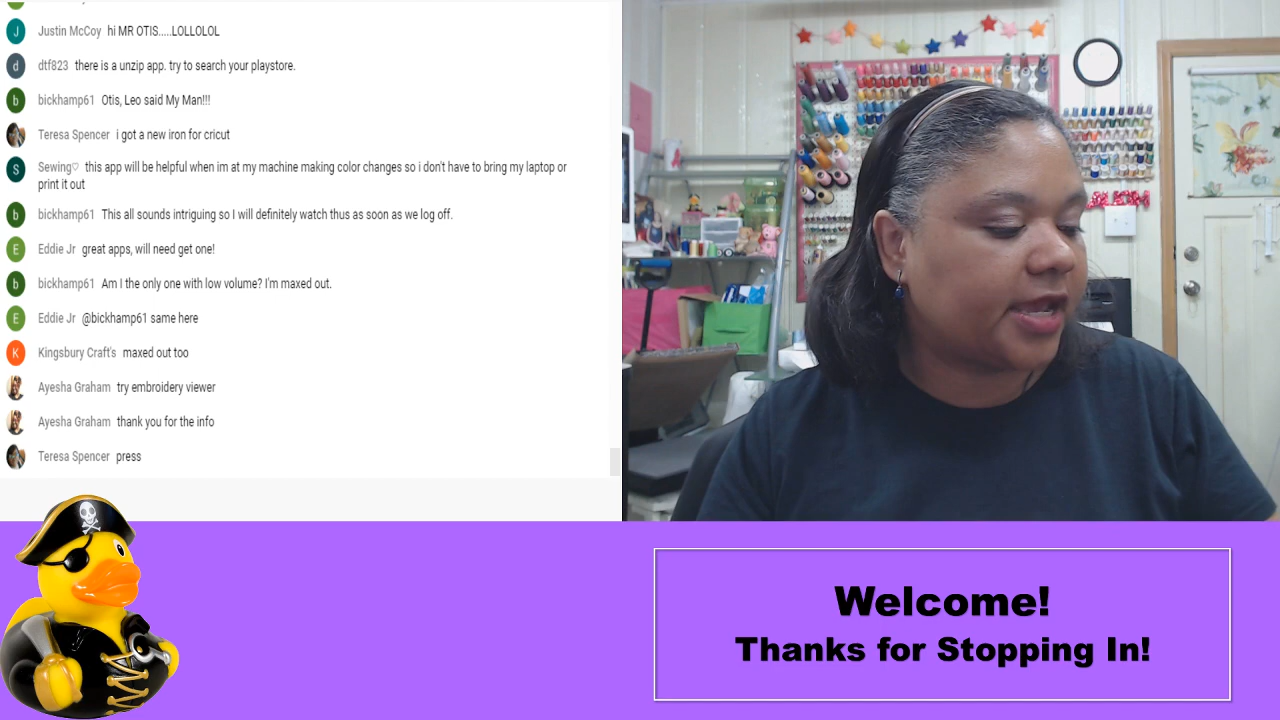 J Justin McCoy hi MR OTIS.....LOLLOLOL
d dtf823 there is a unzip app. try to search your playstore.
b bickhamp61 Otis, Leo said My Man!!!
Teresa Spencer i got a new iron for cricut
S Sewing♡ this app will be helpful when im at my machine making color changes so i don't have to bring my laptop or
print it out
b bickhamp61 This all sounds intriguing so I will definitely watch thus as soon as we log off.
E Eddie Jr great apps, will need get one!
b bickhamp61 Am I the only one with low volume? I'm maxed out.
E Eddie Jr @bickhamp61 same here
K Kingsbury Craft's maxed out too
Ayesha Graham try embroidery viewer
Ayesha Graham thank you for the info
Teresa Spencer press
Welcome!
Thanks for Stopping In!